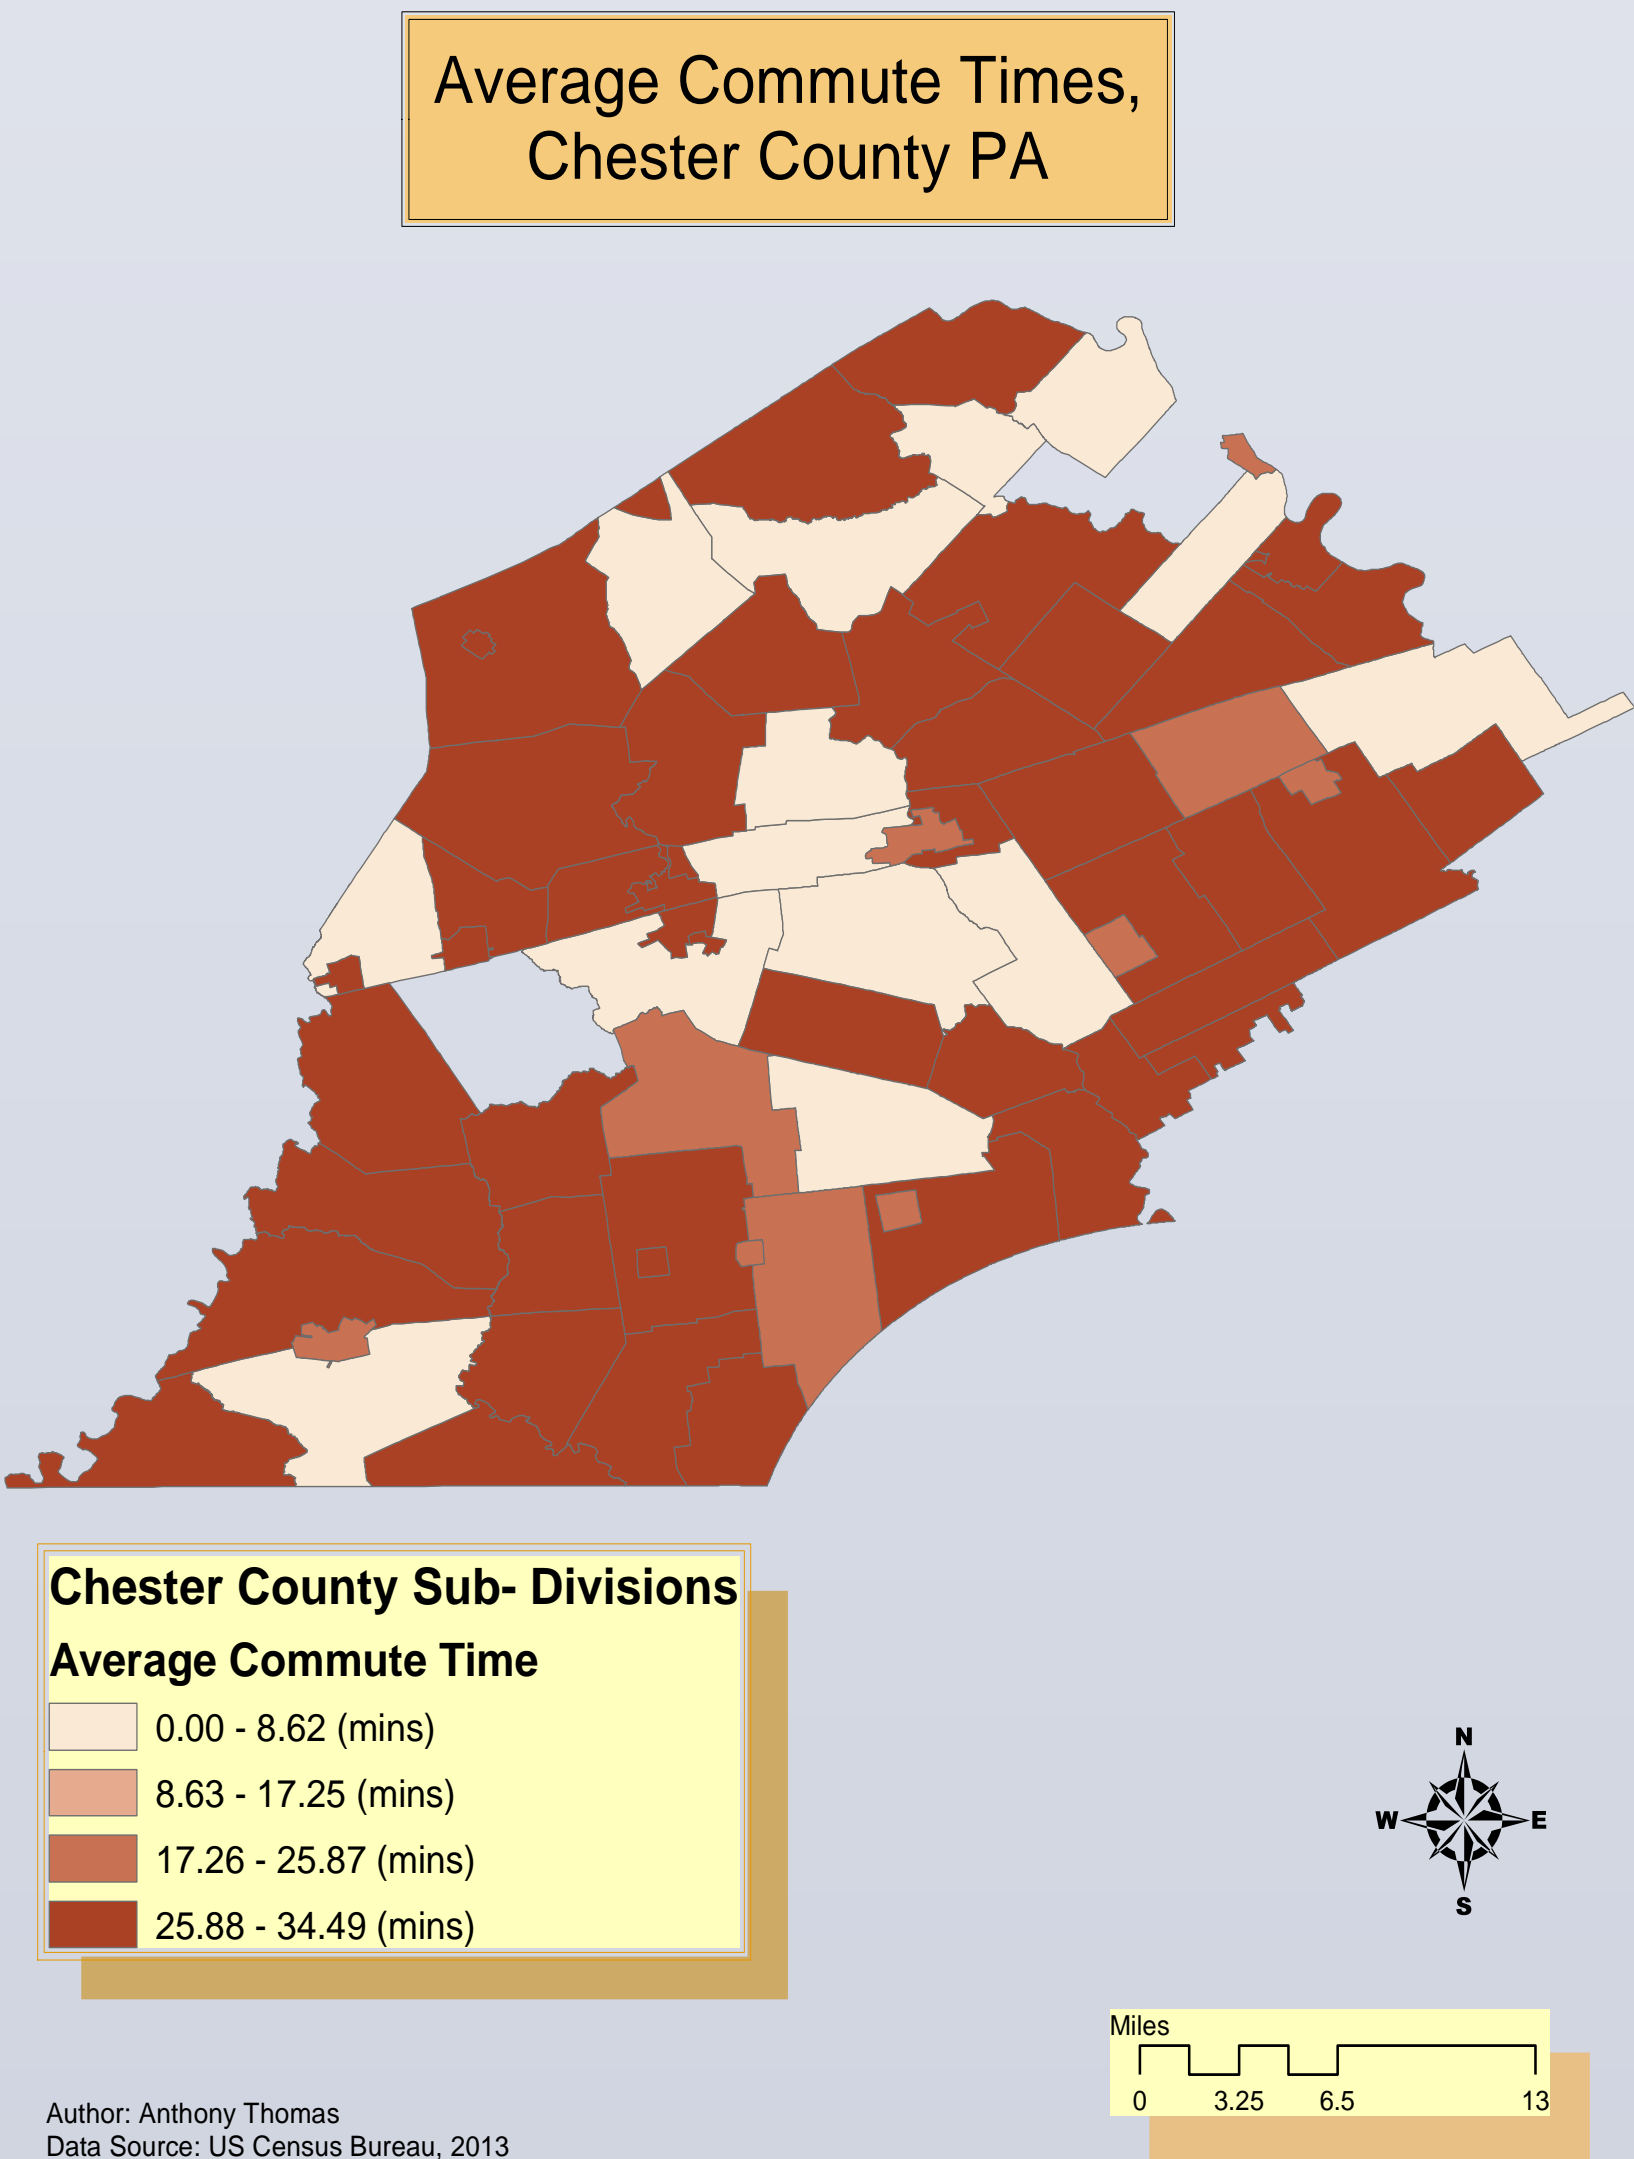 Average Commute Times,
Chester County PA
Chester County Sub- Divisions
Average Commute Time
0.00 - 8.62 (mins)
8.63 - 17.25 (mins)
17.26 - 25.87 (mins)
25.88 - 34.49 (mins)
N
W E
S
Miles
0 3.25 6.5 13
Author: Anthony Thomas
Data Source: US Census Bureau, 2013